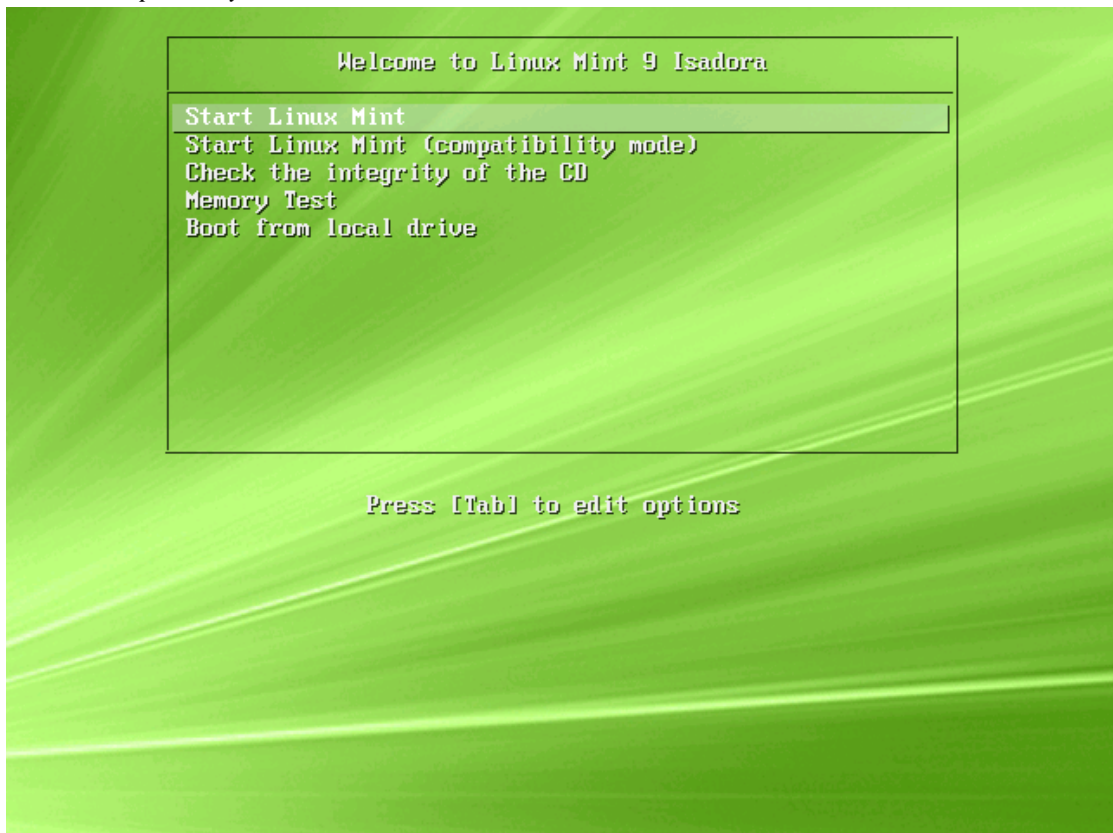 Welcome to Linux Mint 9 Isadora
Start Linux Mint
Start Linux Mint (compatibility mode)
Check the integrity of the CD
Memory Test
Boot from local drive
Press [Tab] to edit options